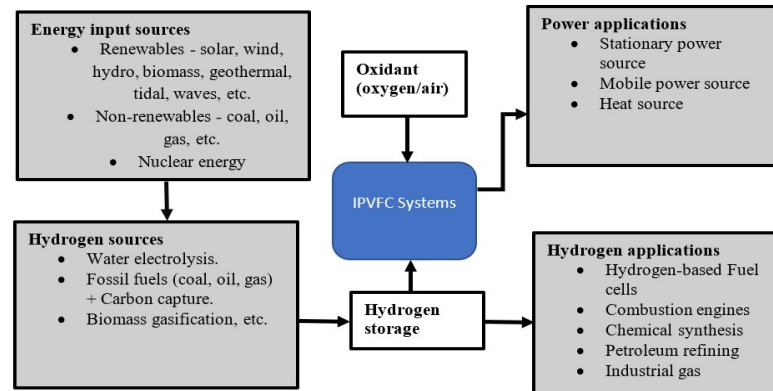 Energy input sources
• Renewables - solar, wind,
hydro, biomass, geothermal,
tidal, waves, etc.
• Non-renewables - coal, oil,
gas, etc.
• Nuclear energy
Oxidant
(oxygen/air)
Power applications
• Stationary power
source
• Mobile power source
• Heat source
IPVFC Systems
Hydrogen sources
• Water electrolysis.
• Fossil fuels (coal, oil, gas)
+ Carbon capture.
• Biomass gasification, etc.
Hydrogen
storage
Hydrogen applications
• Hydrogen-based Fuel
cells
• Combustion engines
• Chemical synthesis
• Petroleum refining
• Industrial gas